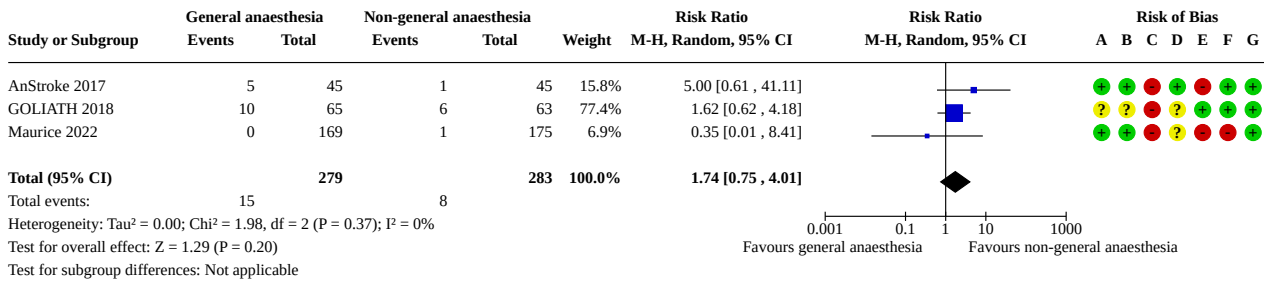 General anaesthesia Non-general anaesthesia Risk Ratio Risk Ratio Risk of Bias
Study or Subgroup Events Total Events Total Weight M-H, Random, 95% CI M-H, Random, 95% CI A B C D E F G
AnStroke 2017 5 45 1 45 15.8% 5.00 [0.61 , 41.11] + + - + - + +
GOLIATH 2018 10 65 6 63 77.4% 1.62 [0.62 , 4.18] ? ? - ? + + +
Maurice 2022 0 169 1 175 6.9% 0.35 [0.01 , 8.41] + + - ? - - +
Total (95% CI) 279 283 100.0% 1.74 [0.75 , 4.01]
Total events: 15 8
Heterogeneity: Tau² = 0.00; Chi² = 1.98, df = 2 (P = 0.37); I² = 0%
Test for overall effect: Z = 1.29 (P = 0.20)
Test for subgroup differences: Not applicable
0.001 0.1 1 10 1000
Favours general anaesthesia Favours non-general anaesthesia